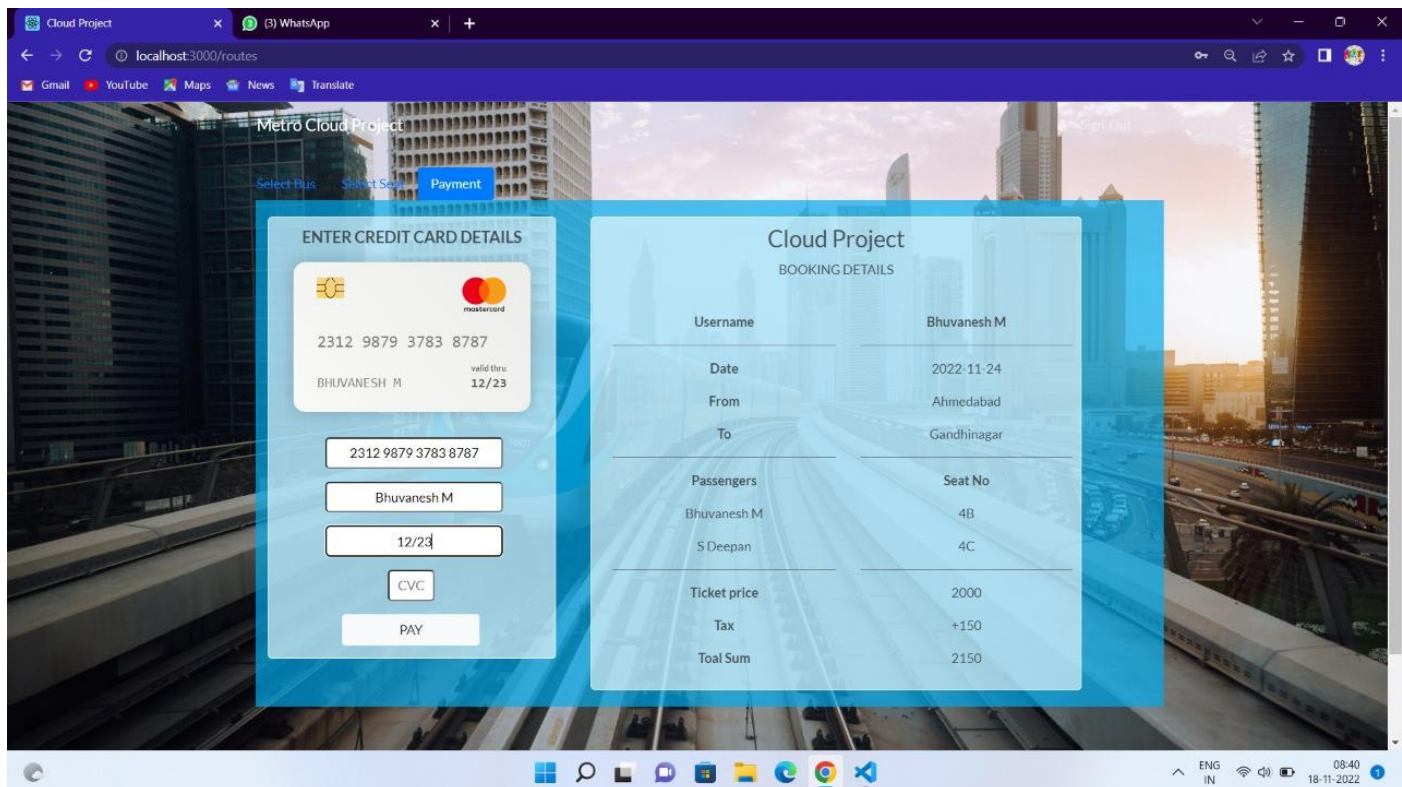 Cloud Project
(3) WhatsApp
localhost:3000/routes
Gmail YouTube Maps News Translate
Metro Cloud Project Sign Out
Select Bus Select Seat Payment
ENTER CREDIT CARD DETAILS
mastercard
2312 9879 3783 8787
valid thru
BHUVANESH M 12/23
2312 9879 3783 8787
Bhuvanesh M
12/23
CVC
PAY
Cloud Project
BOOKING DETAILS
Username Bhuvanesh M
Date 2022-11-24
From Ahmedabad
To Gandhinagar
Passengers Seat No
Bhuvanesh M 4B
S Deepan 4C
Ticket price 2000
Tax +150
Toal Sum 2150
ENG
IN
08:40
18-11-2022
1